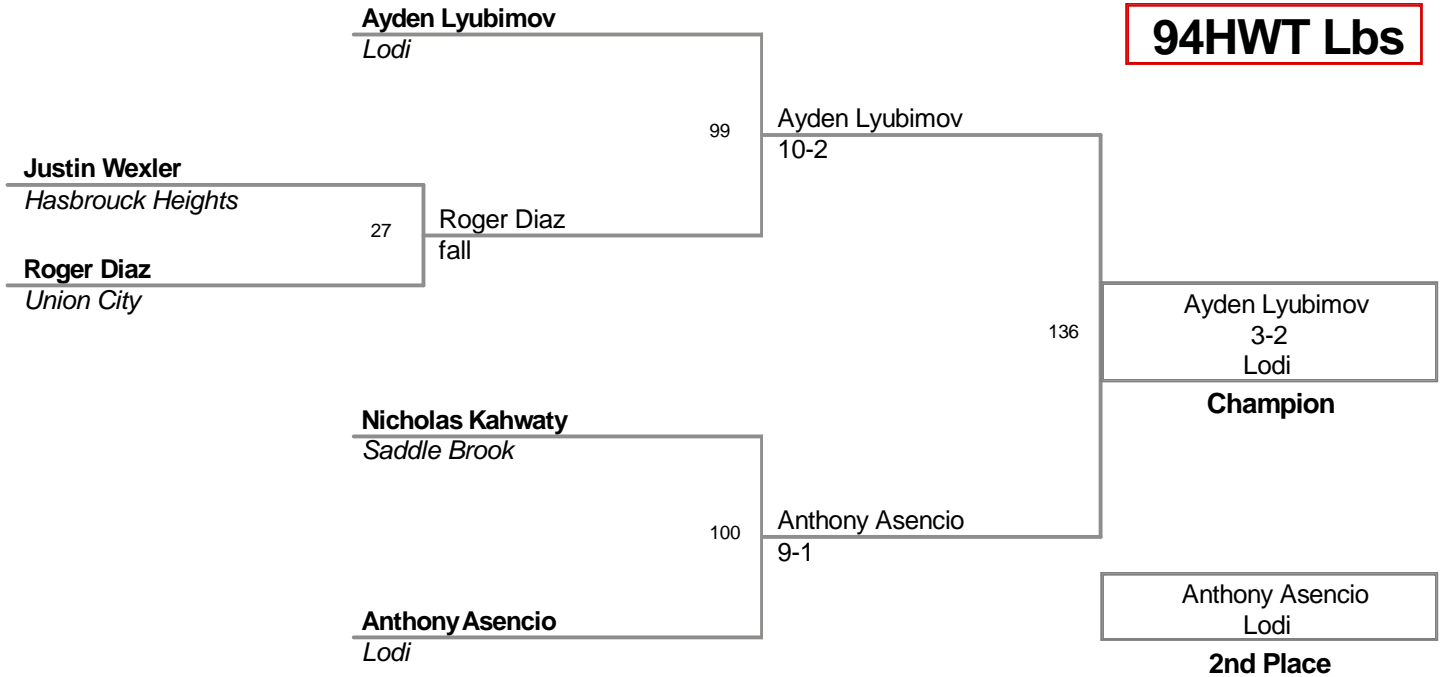 Ayden Lyubimov
Lodi
94HWT Lbs
99
Ayden Lyubimov
10-2
Justin Wexler
Hasbrouck Heights
27
Roger Diaz
fall
Roger Diaz
Union City
136
Ayden Lyubimov
3-2
Lodi
Champion
Nicholas Kahwaty
Saddle Brook
100
Anthony Asencio
9-1
Anthony Asencio
Lodi
Anthony Asencio
Lodi
2nd Place